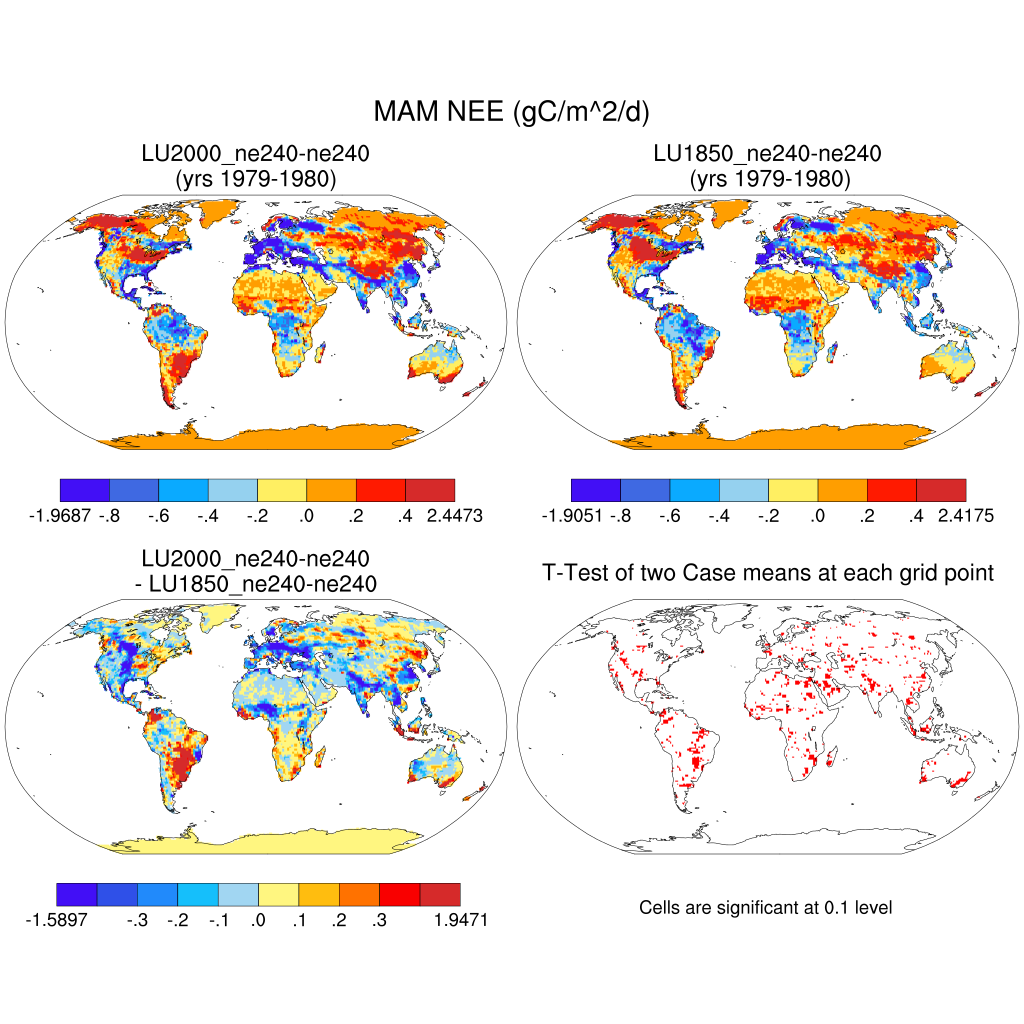 MAM NEE (gC/m^2/d)
LU2000_ne240-ne240
(yrs 1979-1980)
LU1850_ne240-ne240
(yrs 1979-1980)
-1.9687 -.8 -.6 -.4 -.2 .0 .2 .4 2.4473
-1.9051 -.8 -.6 -.4 -.2 .0 .2 .4 2.4175
LU2000_ne240-ne240
- LU1850_ne240-ne240
T-Test of two Case means at each grid point
-1.5897 -.3 -.2 -.1 .0 .1 .2 .3 1.9471
Cells are significant at 0.1 level